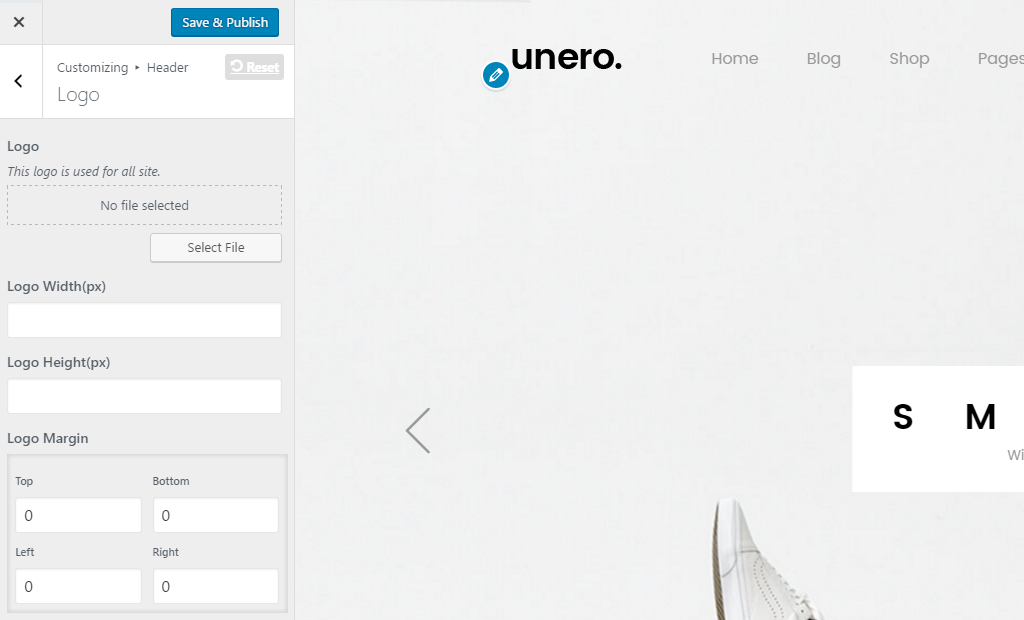 Save & Publish
Customizing ▸ Header
Reset
Logo
Logo
This logo is used for all site.
No file selected
Select File
Logo Width(px)
Logo Height(px)
Logo Margin
Top Bottom
0 0
Left Right
0 0
unero.
Home Blog Shop Pages
S M
Wi